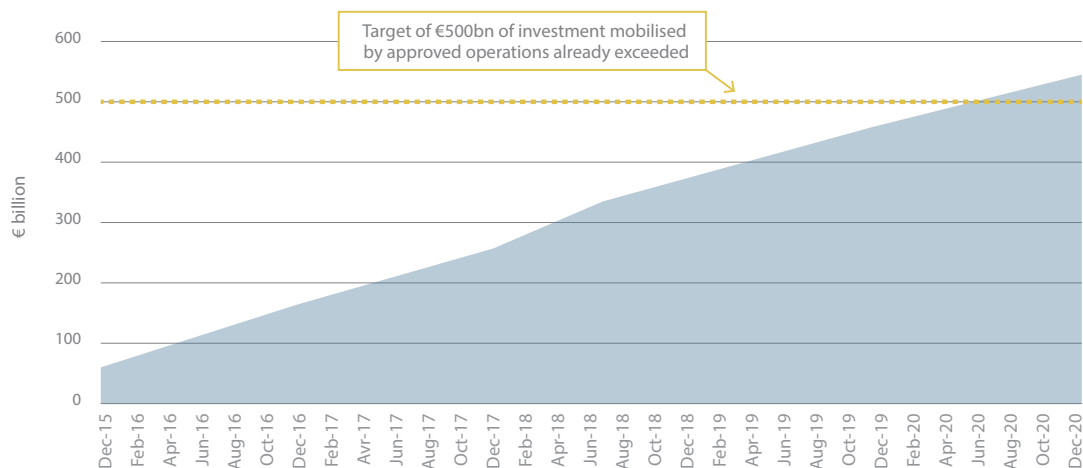 Target of €500bn of investment mobilised
by approved operations already exceeded
600
500
400
300
200
100
0
€ billion
Dec-15
Feb-16
Apr-16
Jun-16
Aug-16
Oct-16
Dec-16
Feb-17
Avr-17
Jun-17
Aug-17
Oct-17
Dec-17
Feb-18
Apr-18
Jun-18
Aug-18
Oct-18
Dec-18
Feb-19
Apr-19
Jun-19
Aug-19
Oct-19
Dec-19
Feb-20
Apr-20
Jun-20
Aug-20
Oct-20
Dec-20